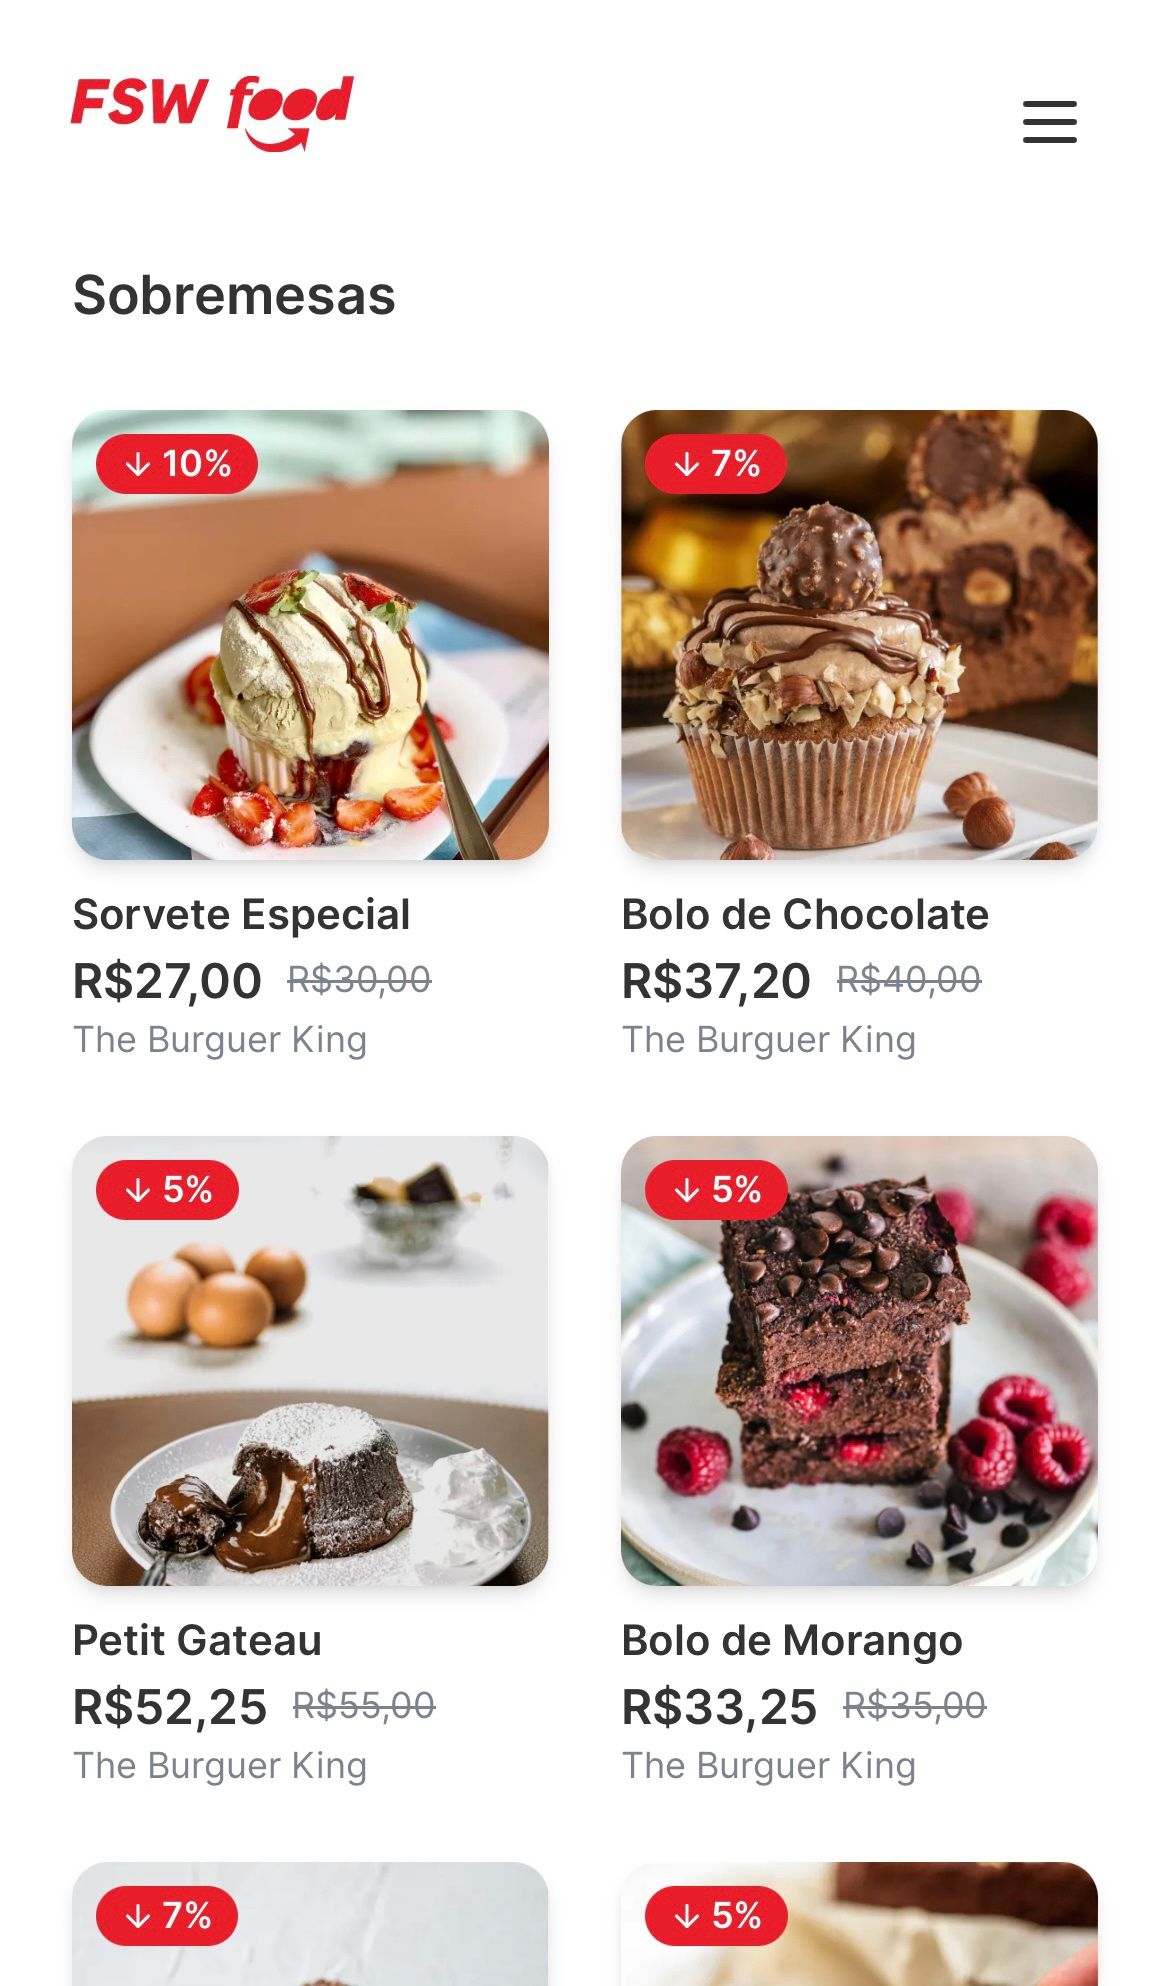 FSW food
Sobremesas
10%
7%
Sorvete Especial
R$27,00 R$30,00
The Burguer King
Bolo de Chocolate
R$37,20 R$40,00
The Burguer King
5%
5%
Petit Gateau
R$52,25 R$55,00
The Burguer King
Bolo de Morango
R$33,25 R$35,00
The Burguer King
7%
5%